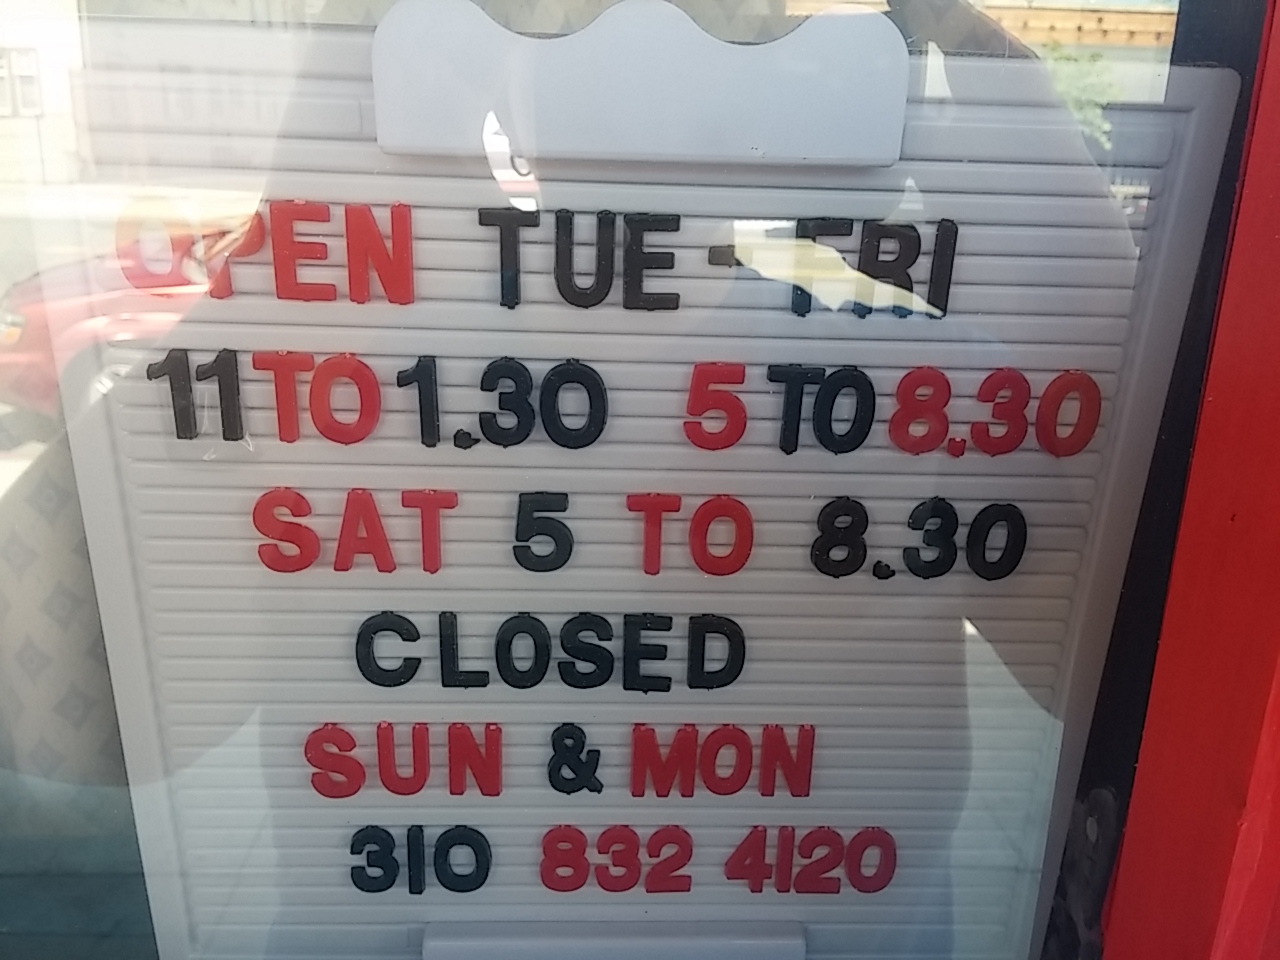 OPEN TUE-FRI
11 TO 1.30 5 TO 8.30
SAT 5 TO 8.30
CLOSED
SUN & MON
310 832 4120